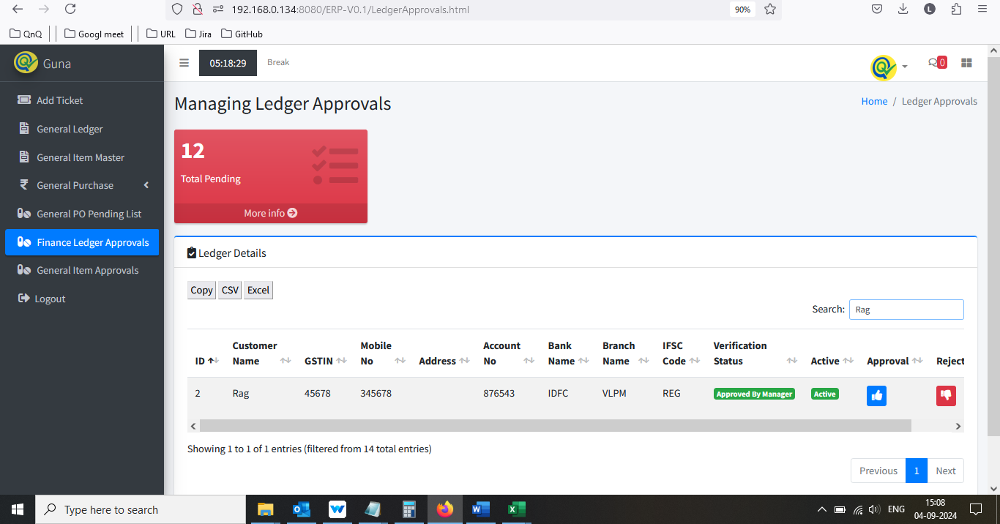 192.168.0.134:8080/ERP-V0.1/LedgerApprovals.html 90% L
QnQ Googl meet URL Jira GitHub
Guna
05:18:29 Break 0
Add Ticket
General Ledger
General Item Master
General Purchase
General PO Pending List
Finance Ledger Approvals
General Item Approvals
Logout
Managing Ledger Approvals
Home / Ledger Approvals
12
Total Pending
More info
Ledger Details
Copy CSV Excel
Search: Rag
ID Customer Name GSTIN Mobile No Address Account No Bank Name Branch Name IFSC Code Verification Status Active Approval Reject
2 Rag 45678 345678 876543 IDFC VLPM REG Approved By Manager Active
Showing 1 to 1 of 1 entries (filtered from 14 total entries)
Previous 1 Next
Type here to search
ENG
15:08
04-09-2024